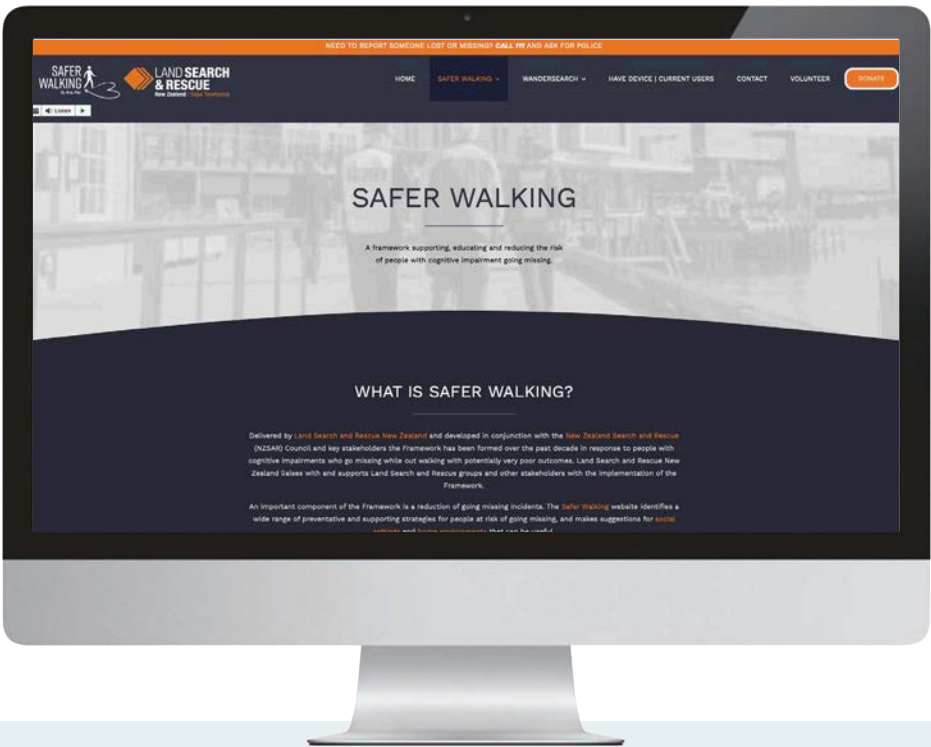 NEED TO REPORT SOMEONE LOST OR MISSING? CALL 111 AND ASK FOR POLICE
SAFER WALKING
LAND SEARCH & RESCUE
New Zealand
HOME
SAFER WALKING
WANDERSEARCH
HAVE DEVICE | CURRENT USERS
CONTACT
VOLUNTEER
DONATE
Listen
SAFER WALKING
A framework supporting, educating and reducing the risk
of people with cognitive impairment going missing.
WHAT IS SAFER WALKING?
Delivered by Land Search and Rescue New Zealand and developed in conjunction with the New Zealand Search and Rescue
(NZSAR) Council and key stakeholders the Framework has been formed over the past decade in response to people with
cognitive impairments who go missing while out walking with potentially very poor outcomes. Land Search and Rescue New
Zealand liaises with and supports Land Search and Rescue groups and other stakeholders with the implementation of the
Framework.
An important component of the Framework is a reduction of going missing incidents. The Safer Walking website identifies a
wide range of preventative and supporting strategies for people at risk of going missing, and makes suggestions for social
settings and home environments that can be useful.